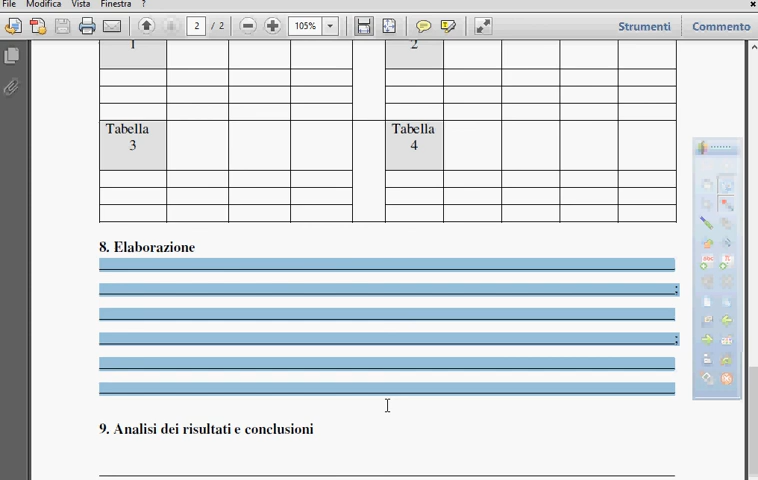 File Modifica Vista Finestra ?
2 / 2 105% Strumenti Commento
1 2
Tabella 3 Tabella 4
8. Elaborazione
;
;
9. Analisi dei risultati e conclusioni